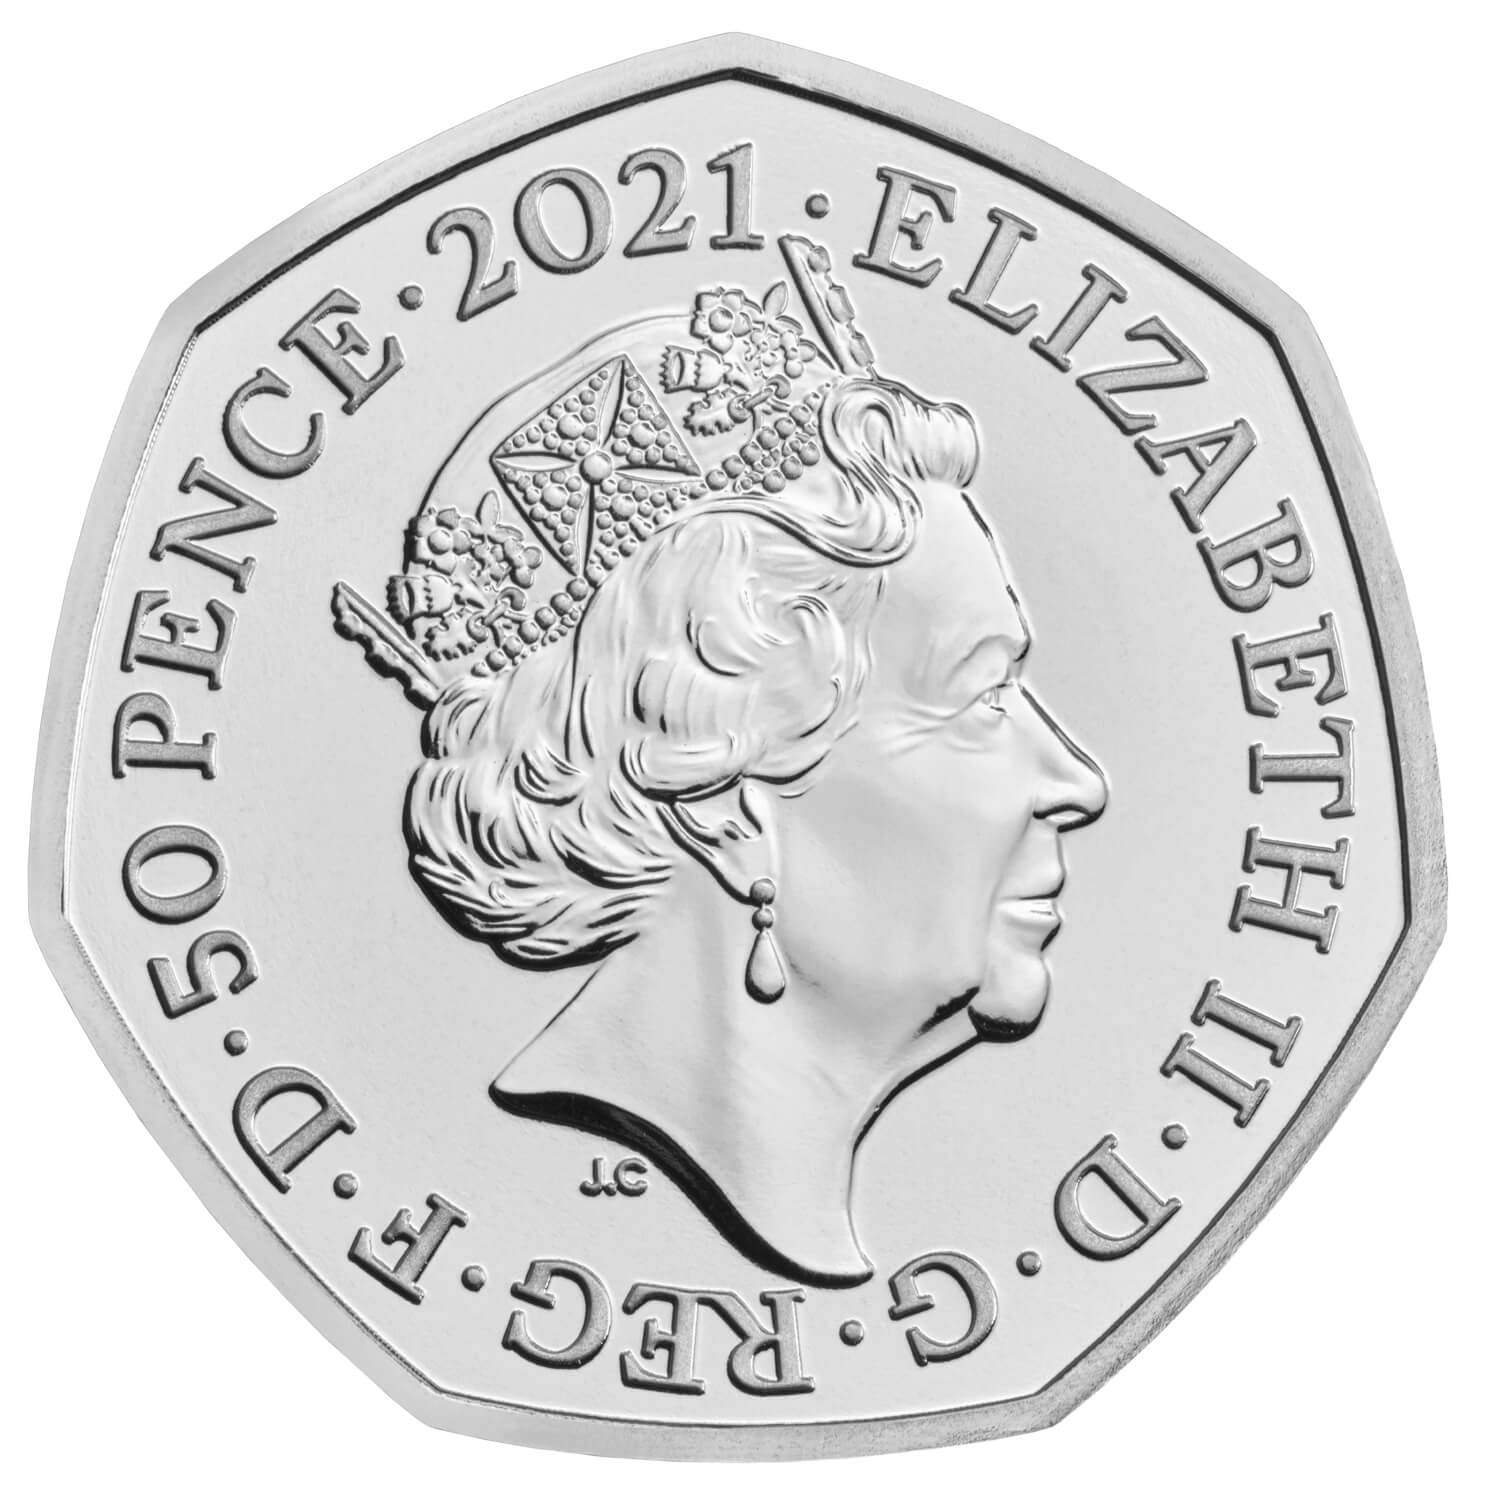 ELIZABETH II · D · G · REG · F · D · 50 PENCE · 2021 ·
J.C